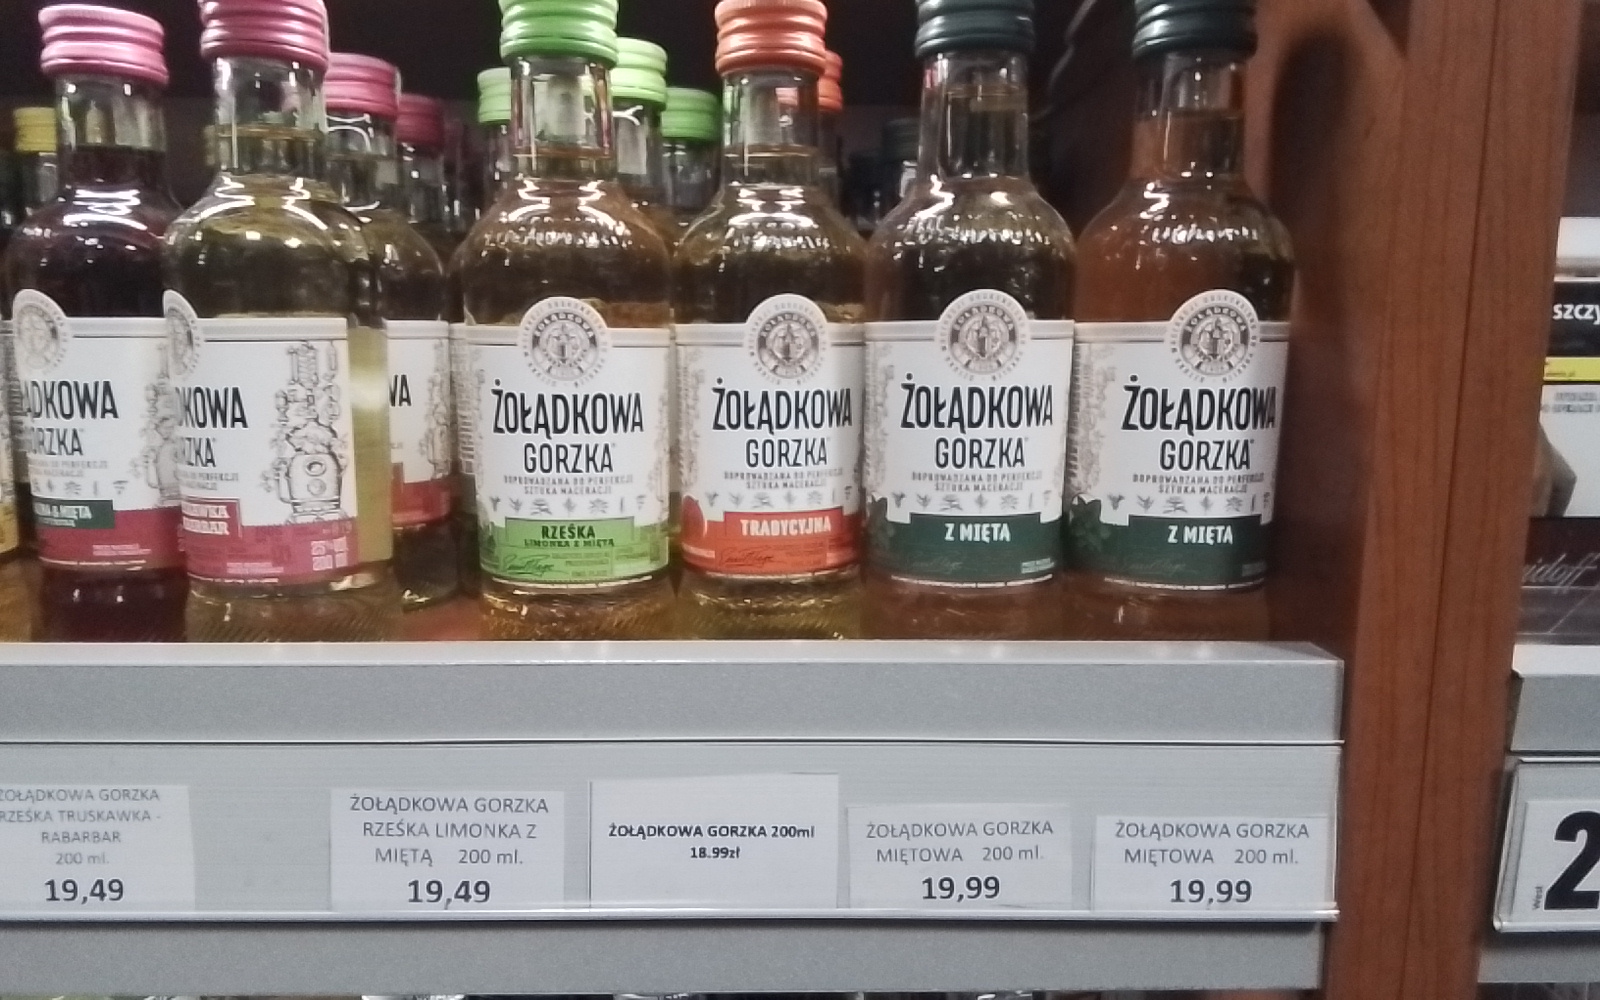 ŻOŁĄDKOWA
GORZKA
DOPROWADZANA DO PERFEKCJI
SZTUKA MACERACJI
RZEŚKA
LIMONKA Z MIĘTĄ
ŻOŁĄDKOWA
GORZKA
DOPROWADZANA DO PERFEKCJI
SZTUKA MACERACJI
TRADYCYJNA
ŻOŁĄDKOWA
GORZKA
DOPROWADZANA DO PERFEKCJI
SZTUKA MACERACJI
Z MIĘTĄ
ŻOŁĄDKOWA
GORZKA
DOPROWADZANA DO PERFEKCJI
SZTUKA MACERACJI
Z MIĘTĄ
ŻOŁĄDKOWA GORZKA
RZEŚKA TRUSKAWKA -
RABARBAR
200 ml.
19,49
ŻOŁĄDKOWA GORZKA
RZEŚKA LIMONKA Z
MIĘTĄ 200 ml.
19,49
ŻOŁĄDKOWA GORZKA 200ml
18.99zł
ŻOŁĄDKOWA GORZKA
MIĘTOWA 200 ml.
19,99
ŻOŁĄDKOWA GORZKA
MIĘTOWA 200 ml.
19,99
2